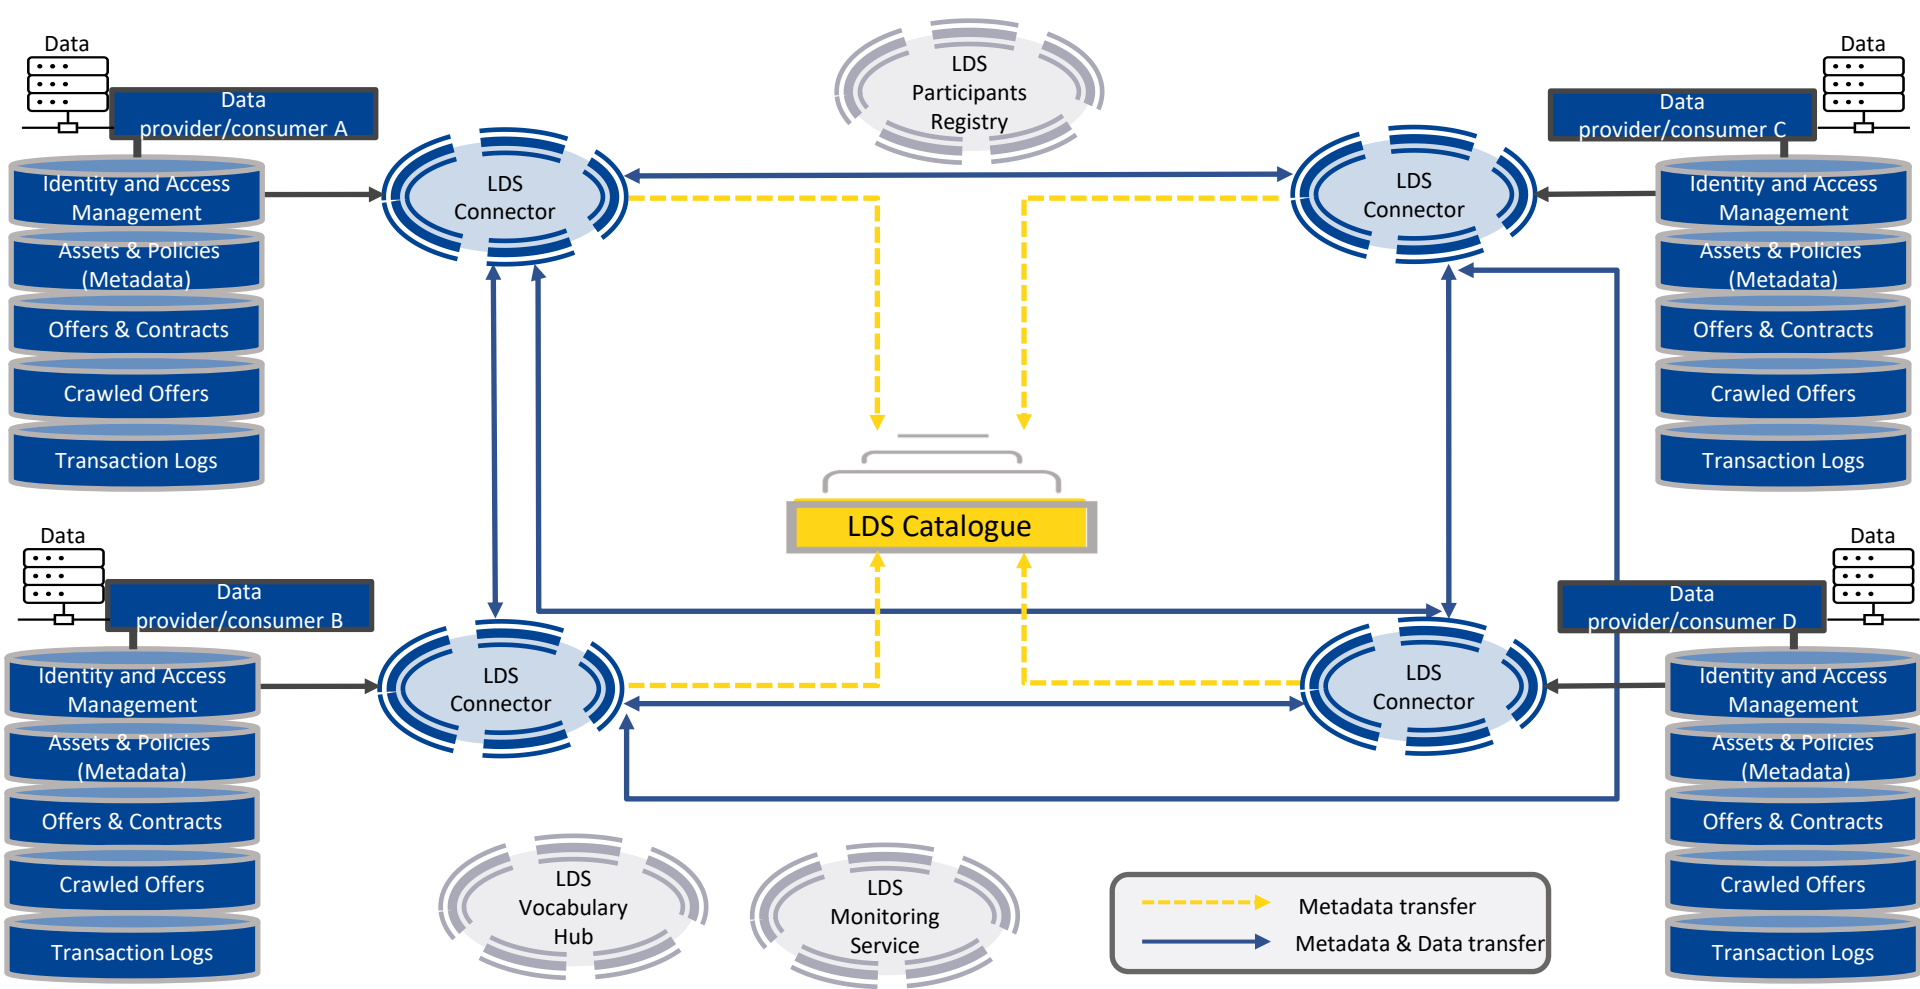 Data
Data
provider/consumer A
Identity and Access
Management
Assets & Policies
(Metadata)
Offers & Contracts
Crawled Offers
Transaction Logs
LDS
Connector
LDS
Participants
Registry
LDS
Connector
Data
Data
provider/consumer C
Identity and Access
Management
Assets & Policies
(Metadata)
Offers & Contracts
Crawled Offers
Transaction Logs
LDS Catalogue
Data
Data
provider/consumer B
Identity and Access
Management
Assets & Policies
(Metadata)
Offers & Contracts
Crawled Offers
Transaction Logs
LDS
Connector
LDS
Connector
Data
Data
provider/consumer D
Identity and Access
Management
Assets & Policies
(Metadata)
Offers & Contracts
Crawled Offers
Transaction Logs
LDS
Vocabulary
Hub
LDS
Monitoring
Service
Metadata transfer
Metadata & Data transfer